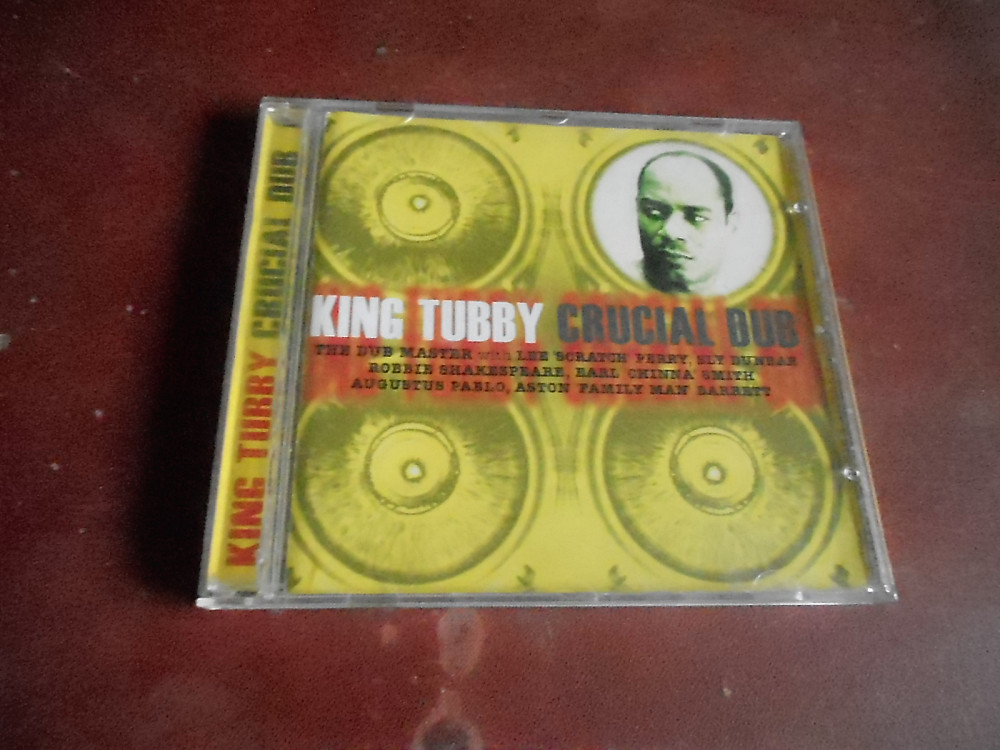 KING TUBBY CRUCIAL DUB
KING TUBBY CRUCIAL DUB
THE DUB MASTER with LEE 'SCRATCH' PERRY, SLY DUNBAR
ROBBIE SHAKESPEARE, EARL 'CHINNA' SMITH
AUGUSTUS PABLO, ASTON 'FAMILY MAN' BARRETT